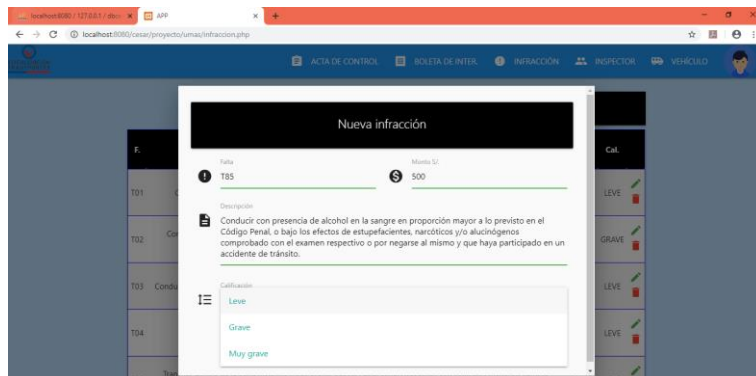 localhost:8080 / 127.0.0.1 /
APP
localhost:8080/cesar/proyecto/umas/infraccion.php
ACTA DE CONTROL
BOLETA DE INTER.
INFRACCIÓN
INSPECTOR
VEHÍCULO
Nueva infracción
F.
Cal.
Falta
Monto S/.
T85
500
T01
LEVE
Descripción
Conducir con presencia de alcohol en la sangre en proporción mayor a lo previsto en el
Código Penal, o bajo los efectos de estupefacientes, narcóticos y/o alucinógenos
comprobado con el examen respectivo o por negarse al mismo y que haya participado en un
accidente de tránsito.
T02
GRAVE
T03
Condu
LEVE
Calificación
Leve
Grave
Muy grave
T04
LEVE
Tran